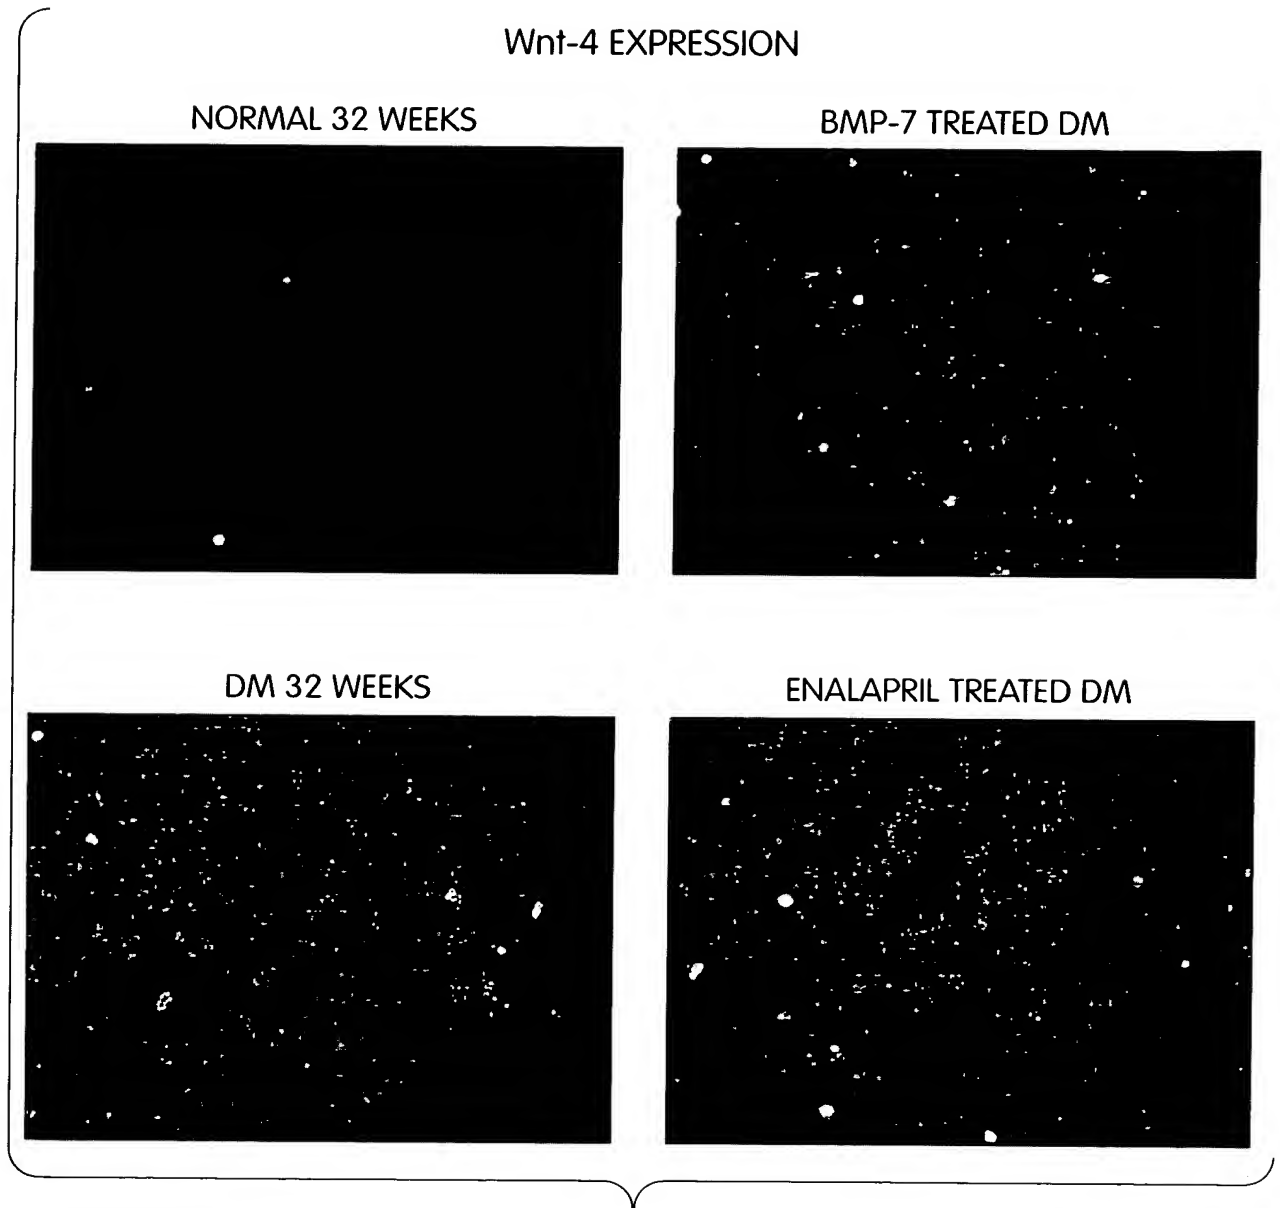 Wnt-4 EXPRESSION
NORMAL 32 WEEKS
BMP-7 TREATED DM
DM 32 WEEKS
ENALAPRIL TREATED DM